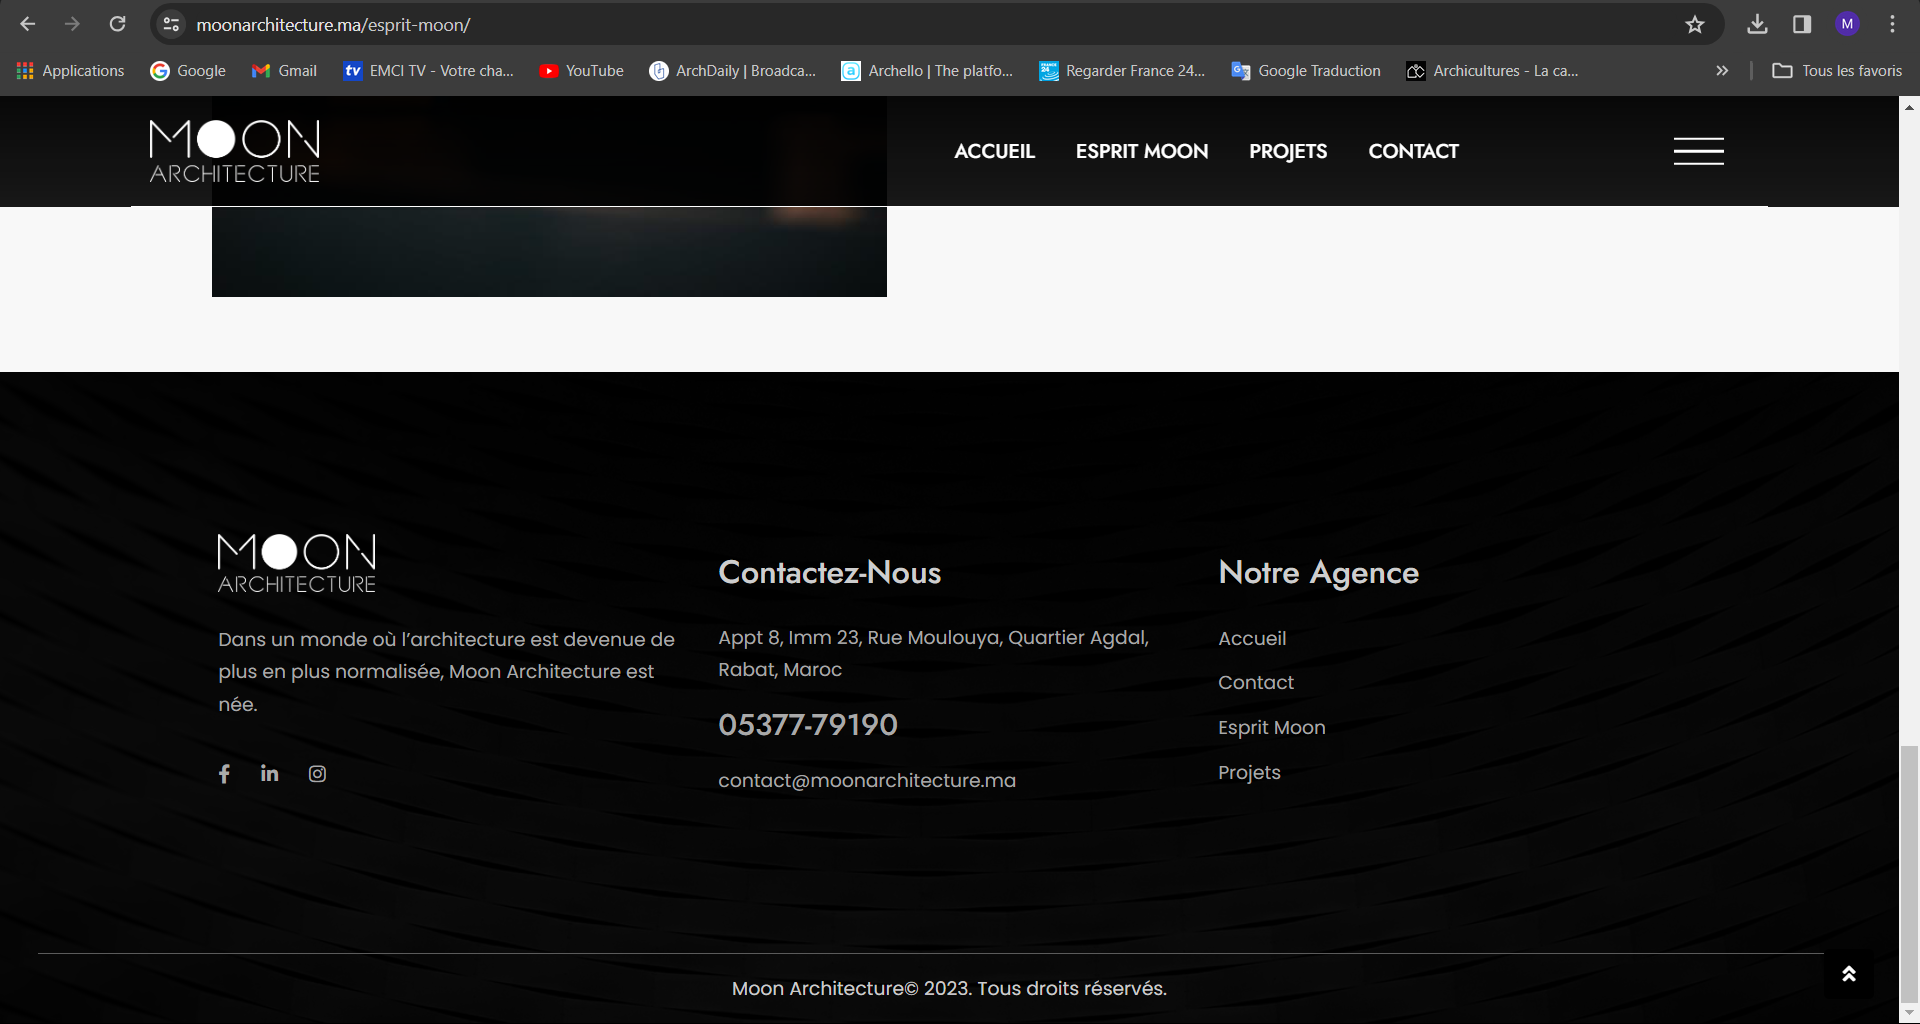 moonarchitecture.ma/esprit-moon/
M
Applications
Google
Gmail
tv EMCI TV - Votre cha...
YouTube
ArchDaily | Broadca...
a Archello | The platfo...
FRANCE 24 Regarder France 24...
Google Traduction
Archicultures - La ca...
Tous les favoris
MOON
ARCHITECTURE
ACCUEIL
ESPRIT MOON
PROJETS
CONTACT
MOON
ARCHITECTURE
Dans un monde où l’architecture est devenue de
plus en plus normalisée, Moon Architecture est
née.
Contactez-Nous
Appt 8, Imm 23, Rue Moulouya, Quartier Agdal,
Rabat, Maroc
05377-79190
contact@moonarchitecture.ma
Notre Agence
Accueil
Contact
Esprit Moon
Projets
Moon Architecture© 2023. Tous droits réservés.